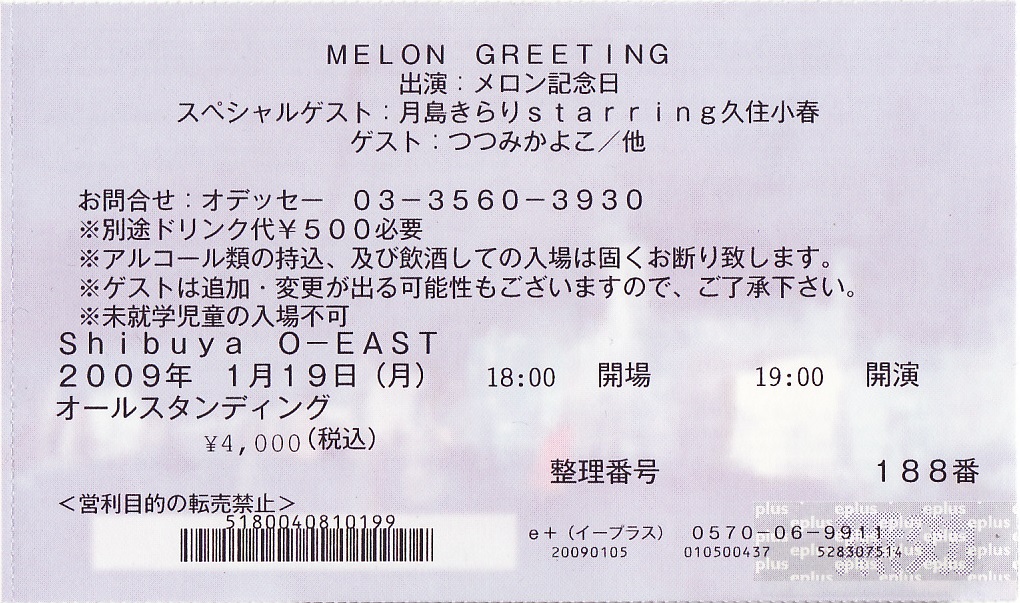 ＭＥＬＯＮ　ＧＲＥＥＴＩＮＧ
出演：メロン記念日
スペシャルゲスト：月島きらりｓｔａｒｒｉｎｇ久住小春
ゲスト：つつみかよこ／他
お問合せ：オデッセー　０３－３５６０－３９３０
※別途ドリンク代￥５００必要
※アルコール類の持込、及び飲酒しての入場は固くお断り致します。
※ゲストは追加・変更が出る可能性もございますので、ご了承下さい。
※未就学児童の入場不可
Ｓｈｉｂｕｙａ　Ｏ－ＥＡＳＴ
２００９年　１月１９日（月）　18:00　開場　19:00　開演
オールスタンディング
¥4,000(税込)
整理番号　１８８番
＜営利目的の転売禁止＞
5180040810199
ｅ＋（イープラス）　０５７０－０６－９９１１
20090105　010500437　528307514
eplus